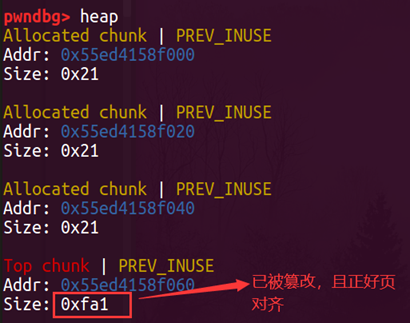 pwndbg> heap
Allocated chunk | PREV_INUSE
Addr: 0x55ed4158f000
Size: 0x21
Allocated chunk | PREV_INUSE
Addr: 0x55ed4158f020
Size: 0x21
Allocated chunk | PREV_INUSE
Addr: 0x55ed4158f040
Size: 0x21
Top chunk | PREV_INUSE
Addr: 0x55ed4158f060
Size: 0xfa1
已被篡改，且正好页
对齐